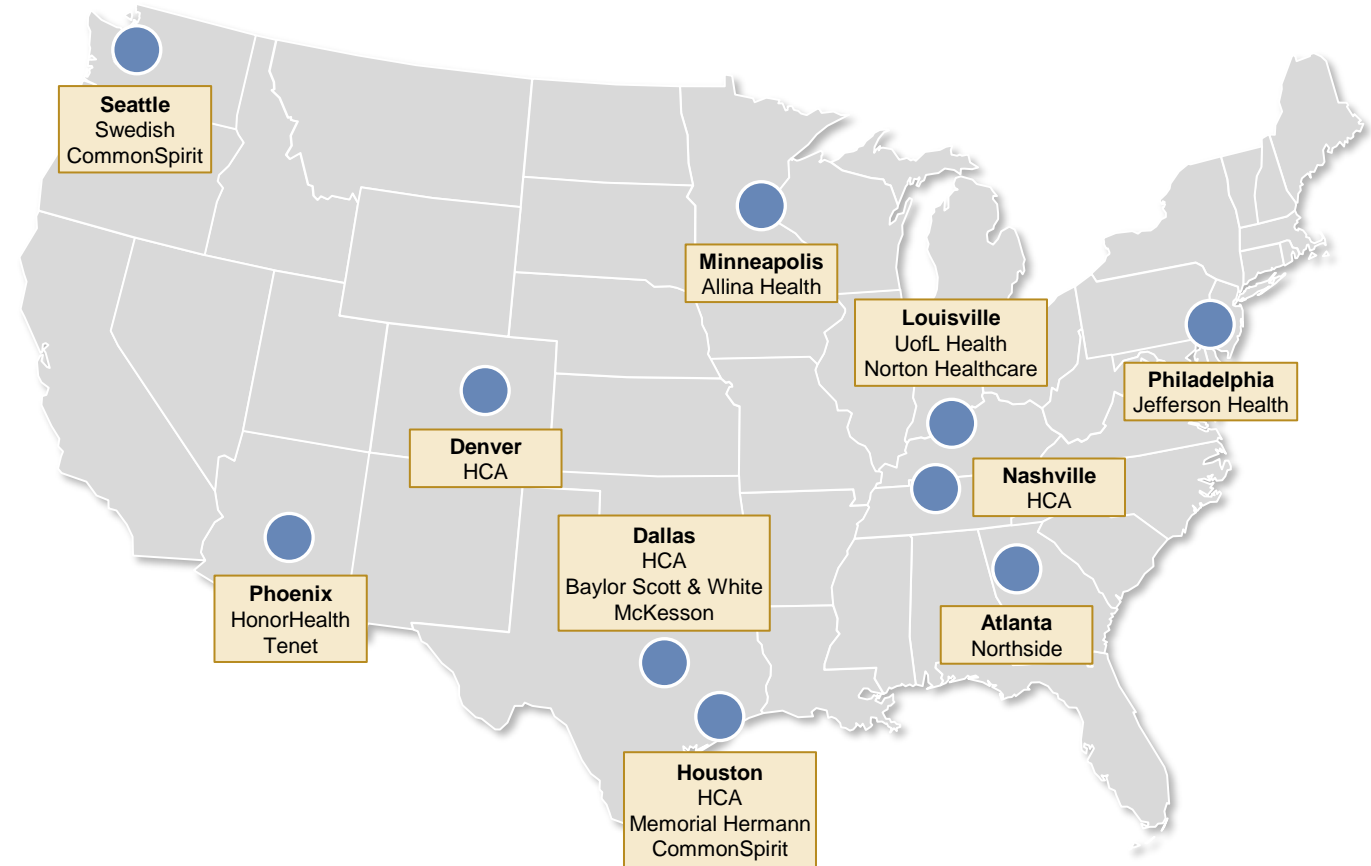 Seattle
Swedish
CommonSpirit
Minneapolis
Allina Health
Louisville
UofL Health
Norton Healthcare
Philadelphia
Jefferson Health
Denver
HCA
Nashville
HCA
Dallas
HCA
Baylor Scott & White
McKesson
Phoenix
HonorHealth
Tenet
Atlanta
Northside
Houston
HCA
Memorial Hermann
CommonSpirit